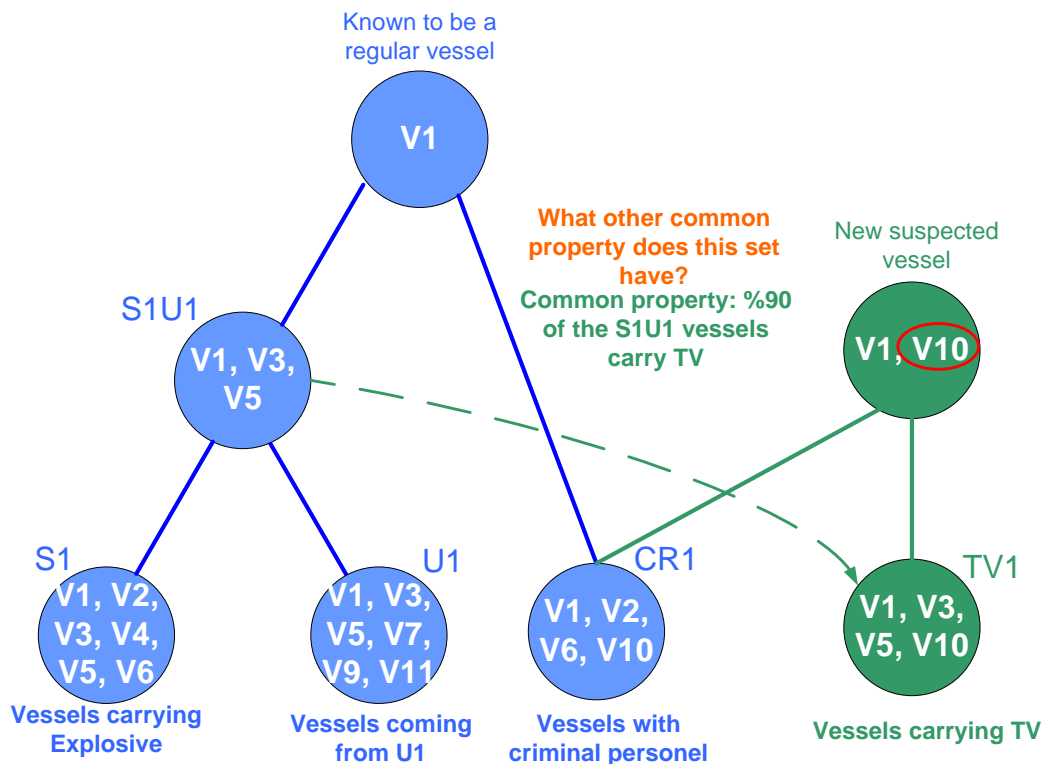 Known to be a
regular vessel
V1
What other common
property does this set
have?
Common property: %90
of the S1U1 vessels
carry TV
New suspected
vessel
V1, V10
S1U1
V1, V3,
V5
S1
V1, V2,
V3, V4,
V5, V6
Vessels carrying
Explosive
U1
V1, V3,
V5, V7,
V9, V11
Vessels coming
from U1
CR1
V1, V2,
V6, V10
Vessels with
criminal personel
TV1
V1, V3,
V5, V10
Vessels carrying TV